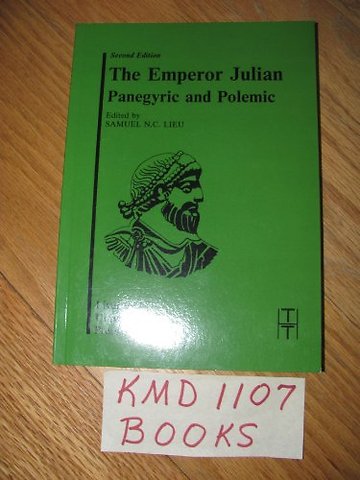 Second Edition
The Emperor Julian
Panegyric and Polemic
Edited by
SAMUEL N.C. LIEU
T
T
KMD 1107
BOOKS